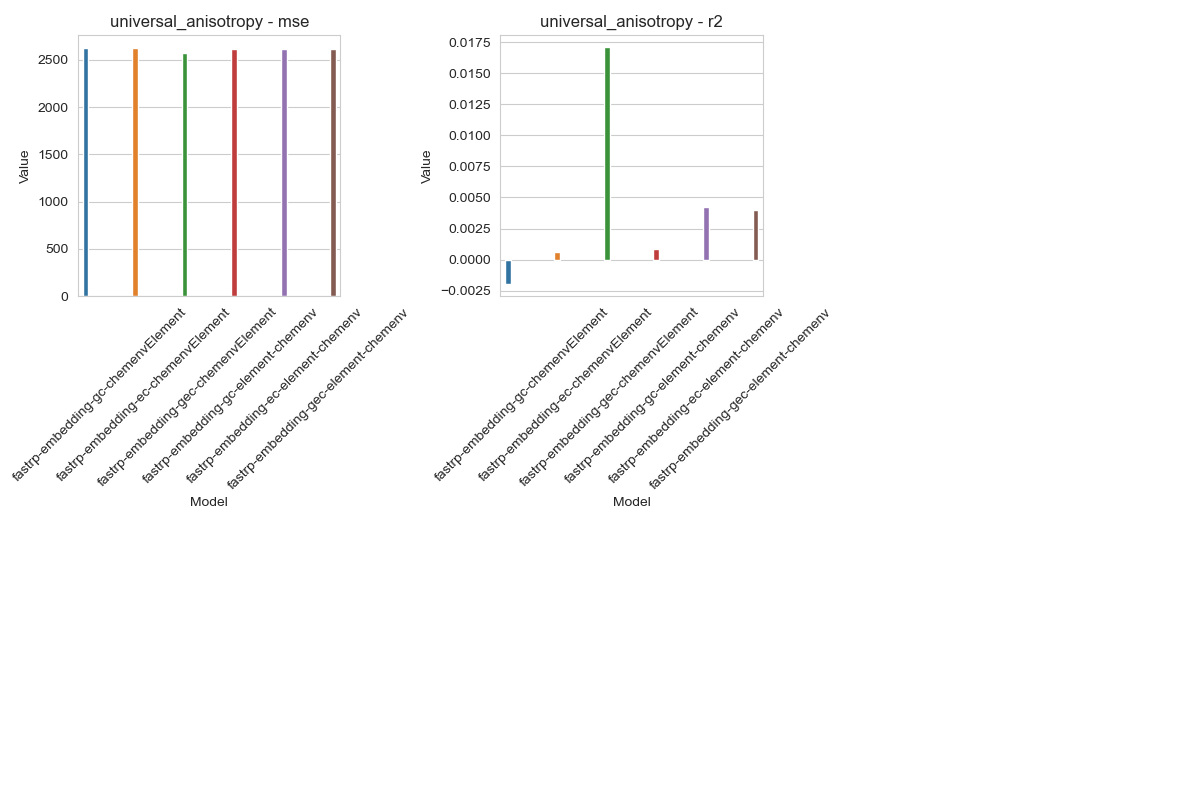 universal_anisotropy - mse
2500
2000
1500
1000
500
0
Value
fastrp-embedding-gc-chemenvElement
fastrp-embedding-ec-chemenvElement
fastrp-embedding-gec-chemenvElement
fastrp-embedding-gc-element-chemenv
fastrp-embedding-ec-element-chemenv
fastrp-embedding-gec-element-chemenv
Model
universal_anisotropy - r2
0.0175
0.0150
0.0125
0.0100
0.0075
0.0050
0.0025
0.0000
−0.0025
Value
fastrp-embedding-gc-chemenvElement
fastrp-embedding-ec-chemenvElement
fastrp-embedding-gec-chemenvElement
fastrp-embedding-gc-element-chemenv
fastrp-embedding-ec-element-chemenv
fastrp-embedding-gec-element-chemenv
Model